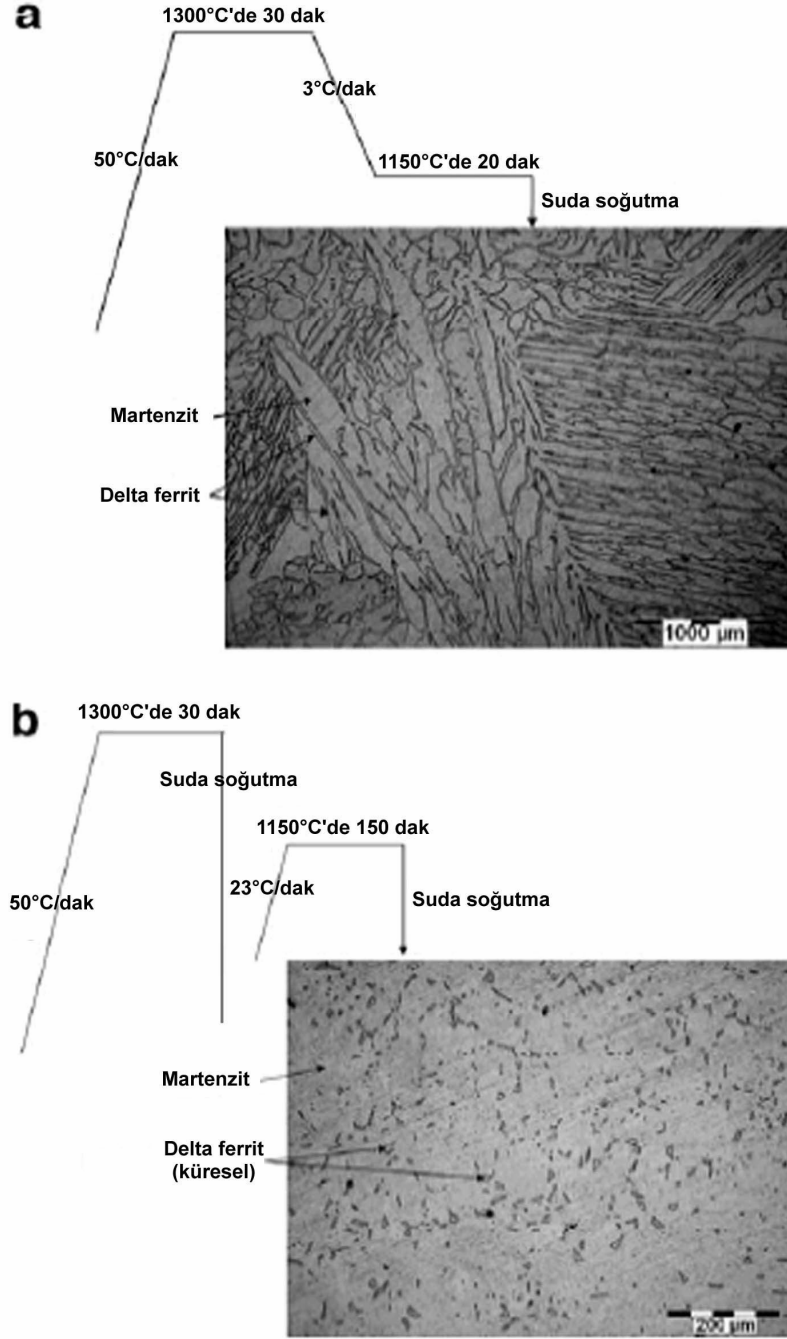 a
1300°C'de 30 dak
3°C/dak
50°C/dak
1150°C'de 20 dak
Suda soğutma
Martenzit
Delta ferrit
1000 µm
b
1300°C'de 30 dak
Suda soğutma
1150°C'de 150 dak
23°C/dak
50°C/dak
Suda soğutma
Martenzit
Delta ferrit
(küresel)
200 µm